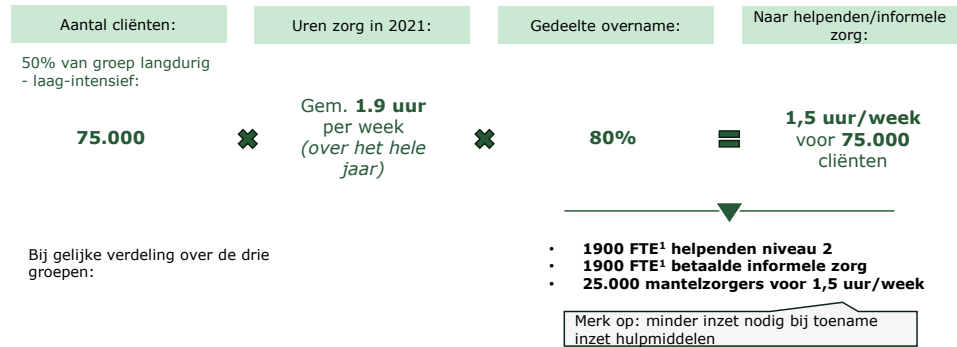 Aantal cliënten:
Uren zorg in 2021:
Gedeelte overname:
Naar helpenden/informele
zorg:
50% van groep langdurig
- laag-intensief:
75.000
Gem. 1.9 uur
per week
(over het hele
jaar)
80%
1,5 uur/week
voor 75.000
cliënten
Bij gelijke verdeling over de drie
groepen:
• 1900 FTE¹ helpenden niveau 2
• 1900 FTE¹ betaalde informele zorg
• 25.000 mantelzorgers voor 1,5 uur/week
Merk op: minder inzet nodig bij toename
inzet hulpmiddelen